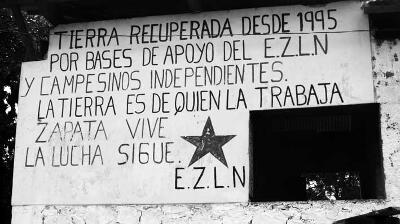 TIERRA RECUPERADA DESDE 1995
POR BASES DE APOYO DEL E.Z.L.N
Y CAMPESINOS INDEPENDIENTES.
LA TIERRA ES DE QUIEN LA TRABAJA
ZAPATA VIVE
LA LUCHA SIGUE.
E.Z.L.N